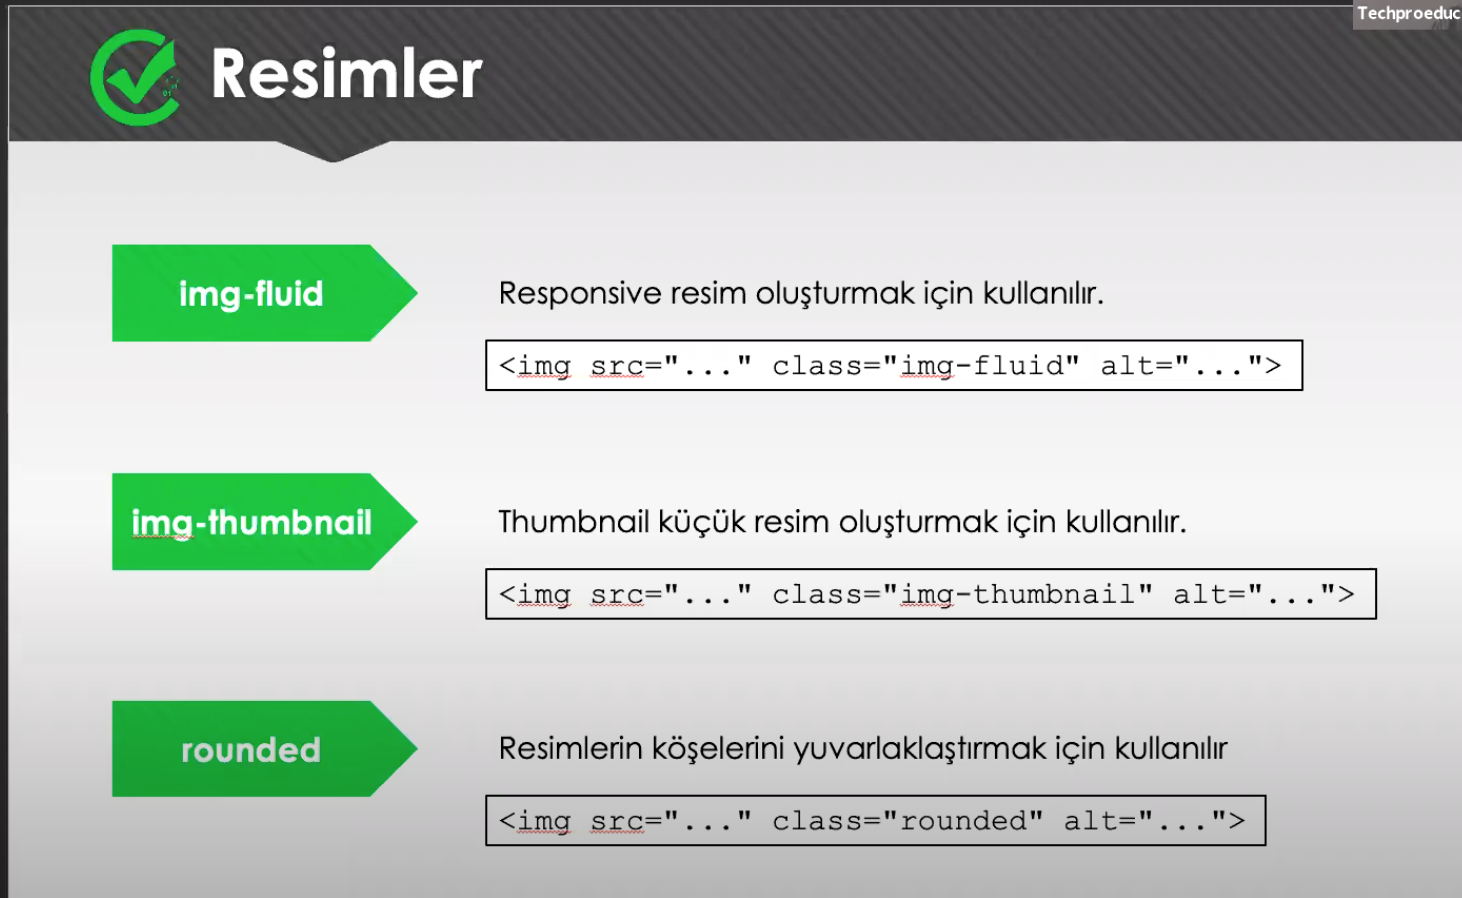 Techproeduc
Resimler
img-fluid
Responsive resim oluşturmak için kullanılır.
<img src="..." class="img-fluid" alt="...">
img-thumbnail
Thumbnail küçük resim oluşturmak için kullanılır.
<img src="..." class="img-thumbnail" alt="...">
rounded
Resimlerin köşelerini yuvarlaklaştırmak için kullanılır
<img src="..." class="rounded" alt="...">